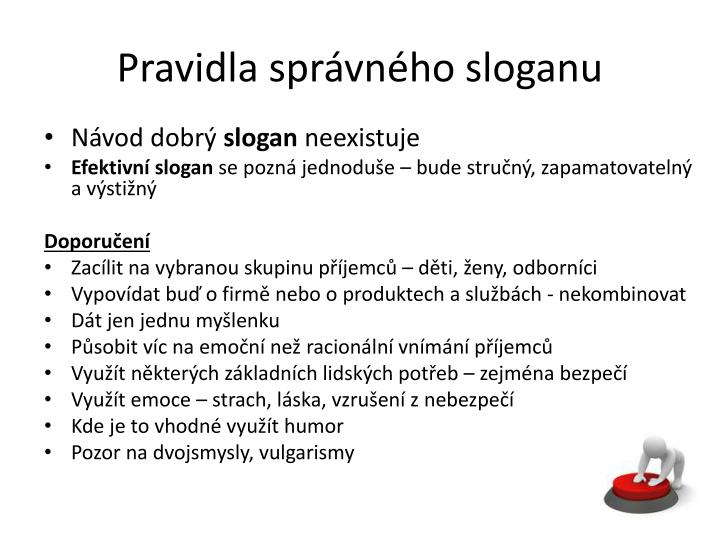 Pravidla správného sloganu
• Návod dobrý slogan neexistuje
• Efektivní slogan se pozná jednoduše – bude stručný, zapamatovatelný
a výstižný
Doporučení
• Zacílit na vybranou skupinu příjemců – děti, ženy, odborníci
• Vypovídat buď o firmě nebo o produktech a službách - nekombinovat
• Dát jen jednu myšlenku
• Působit víc na emoční než racionální vnímání příjemců
• Využít některých základních lidských potřeb – zejména bezpečí
• Využít emoce – strach, láska, vzrušení z nebezpečí
• Kde je to vhodné využít humor
• Pozor na dvojsmysly, vulgarismy